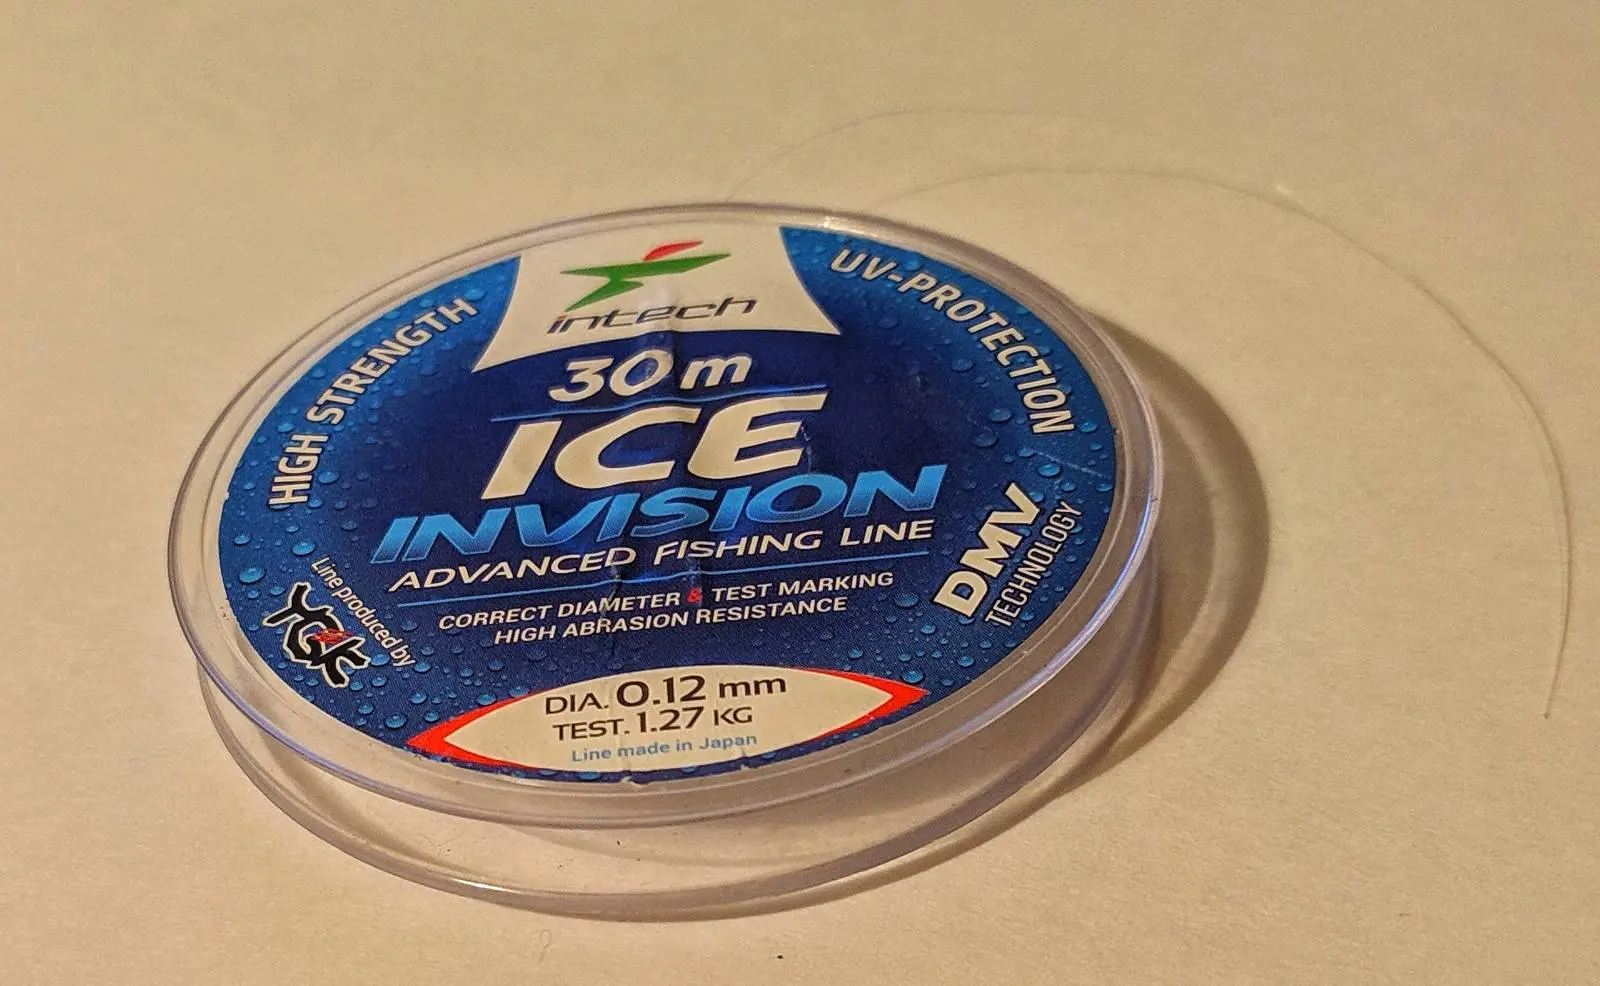 intech
30 m
ICE
INVISION
ADVANCED FISHING LINE
CORRECT DIAMETER & TEST MARKING
HIGH ABRASION RESISTANCE
HIGH STRENGTH
UV-PROTECTION
DMV
TECHNOLOGY
Line produced by
YGK
DIA. 0.12 mm
TEST. 1.27 KG
Line made in Japan